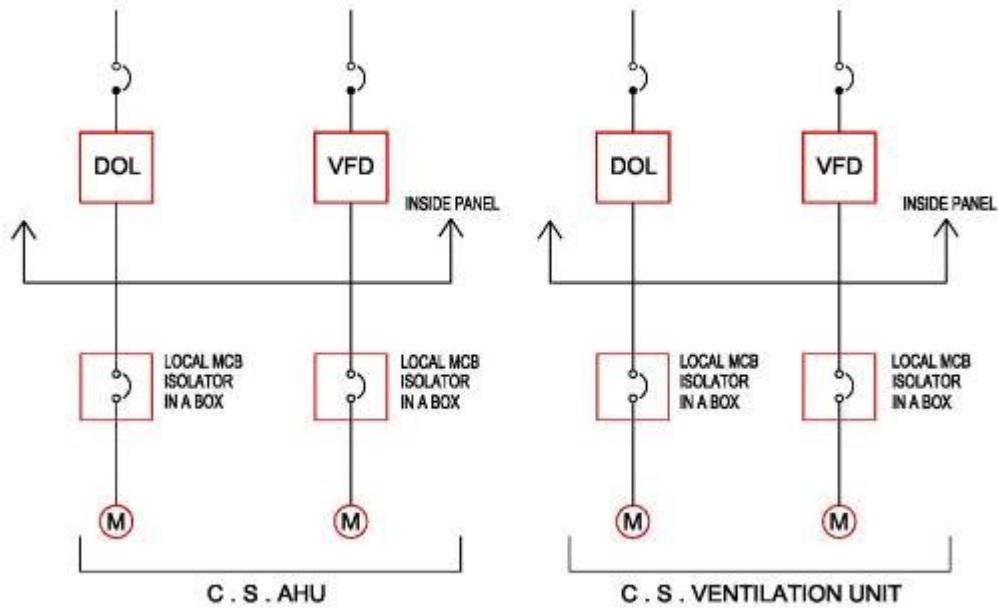 DOL
VFD
DOL
VFD
INSIDE PANEL
INSIDE PANEL
LOCAL MCB
ISOLATOR
IN A BOX
LOCAL MCB
ISOLATOR
IN A BOX
LOCAL MCB
ISOLATOR
IN A BOX
LOCAL MCB
ISOLATOR
IN A BOX
M
M
M
M
C . S . AHU
C . S . VENTILATION UNIT